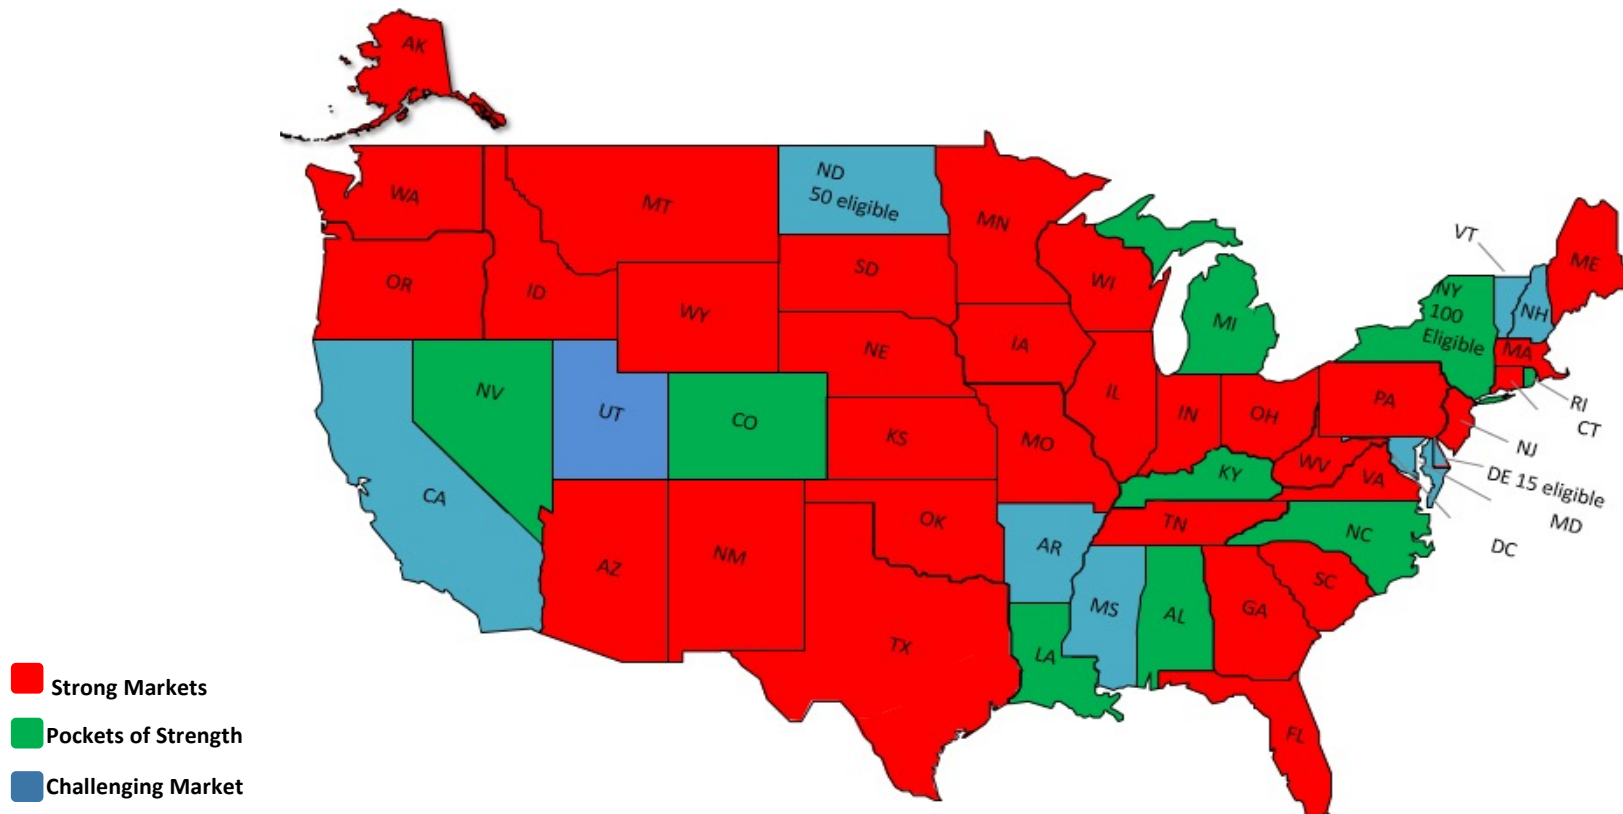 AK
WA
MT
ND
50 eligible
MN
VT
ME
OR
ID
SD
WI
WY
NY
100
Eligible
NH
MI
NE
IA
MA
NV
UT
CO
IL
IN
OH
PA
RI
CT
KS
MO
NJ
CA
KY
WV
VA
DE 15 eligible
MD
OK
TN
NC
DC
AZ
NM
AR
SC
MS
AL
GA
TX
LA
FL
Strong Markets
Pockets of Strength
Challenging Market